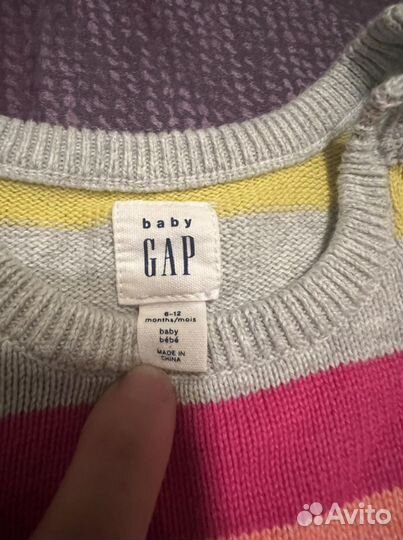 baby
GAP
6-12
months/mois
baby
bébé
MADE IN
CHINA
Avito